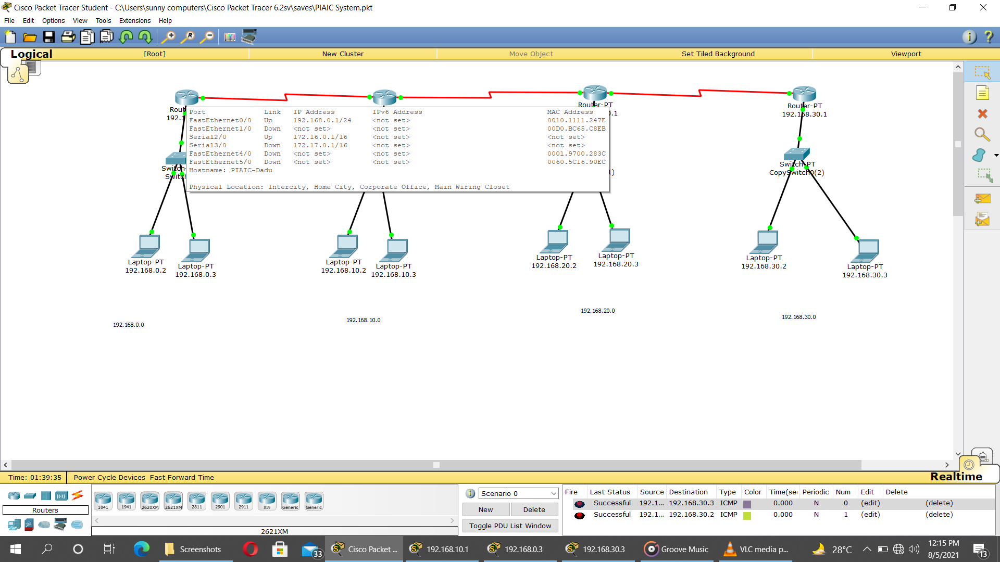 Cisco Packet Tracer Student - C:\Users\sunny computers\Cisco Packet Tracer 6.2sv\saves\PIAIC System.pkt
File Edit Options View Tools Extensions Help
Logical [Root] New Cluster Move Object Set Tiled Background Viewport
Router-PT
192.168.30.1
Port Link IP Address IPv6 Address MAC Address
FastEthernet0/0 Up 192.168.0.1/24 <not set> 0010.1111.247E
FastEthernet1/0 Down <not set> <not set> 00D0.BC65.C8EB
Serial2/0 Up 172.16.0.1/16 <not set> <not set>
Serial3/0 Down 172.17.0.1/16 <not set> <not set>
FastEthernet4/0 Down <not set> <not set> 0001.9700.283C
FastEthernet5/0 Down <not set> <not set> 0060.5C16.90EC
Hostname: PIAIC-Dadu
Physical Location: Intercity, Home City, Corporate Office, Main Wiring Closet
Switch-PT
CopySwitch0(2)
Laptop-PT
192.168.0.2
Laptop-PT
192.168.0.3
Laptop-PT
192.168.10.2
Laptop-PT
192.168.10.3
Laptop-PT
192.168.20.2
Laptop-PT
192.168.20.3
Laptop-PT
192.168.30.2
Laptop-PT
192.168.30.3
192.168.0.0
192.168.10.0
192.168.20.0
192.168.30.0
Time: 01:39:35 Power Cycle Devices Fast Forward Time Realtime
Routers
1841 1941 2620XM 2621XM 2811 2901 2911 819 Generic Generic
2621XM
Scenario 0
New Delete
Toggle PDU List Window
Fire Last Status Source Destination Type Color Time(sec Periodic Num Edit Delete
Successful 192.1... 192.168.30.3 ICMP 0.000 N 0 (edit) (delete)
Successful 192.1... 192.168.30.2 ICMP 0.000 N 1 (edit) (delete)
Screenshots 33 Cisco Packet ... 192.168.10.1 192.168.0.3 192.168.30.3 Groove Music VLC media p... 28°C 12:15 PM
8/5/2021 13